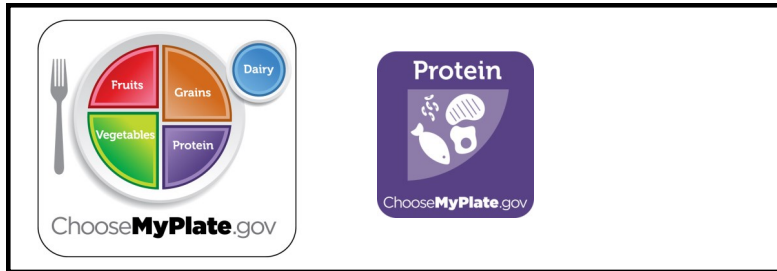 Dairy
Fruits
Grains
Vegetables
Protein
ChooseMyPlate.gov
Protein
ChooseMyPlate.gov